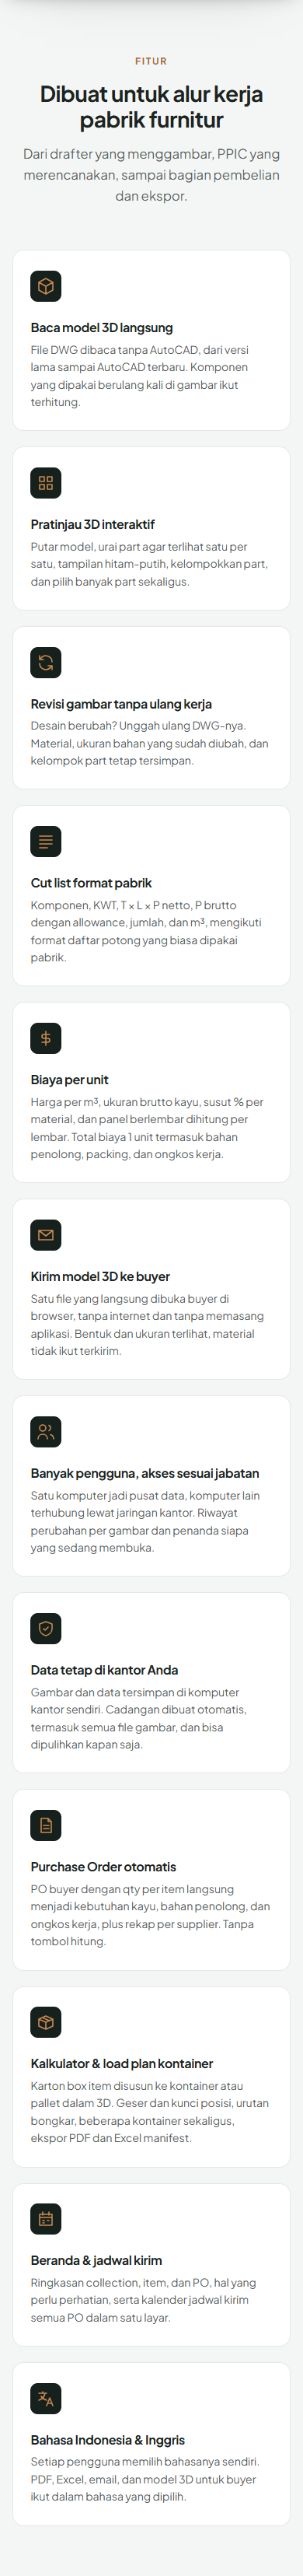 FITUR
Dibuat untuk alur kerja
pabrik furnitur
Dari drafter yang menggambar, PPIC yang
merencanakan, sampai bagian pembelian
dan ekspor.
Baca model 3D langsung
File DWG dibaca tanpa AutoCAD, dari versi
lama sampai AutoCAD terbaru. Komponen
yang dipakai berulang kali di gambar ikut
terhitung.
Pratinjau 3D interaktif
Putar model, urai part agar terlihat satu per
satu, tampilan hitam-putih, kelompokkan part,
dan pilih banyak part sekaligus.
Revisi gambar tanpa ulang kerja
Desain berubah? Unggah ulang DWG-nya.
Material, ukuran bahan yang sudah diubah, dan
kelompok part tetap tersimpan.
Cut list format pabrik
Komponen, KWT, T × L × P netto, P brutto
dengan allowance, jumlah, dan m³, mengikuti
format daftar potong yang biasa dipakai
pabrik.
Biaya per unit
Harga per m³, ukuran brutto kayu, susut % per
material, dan panel berlembar dihitung per
lembar. Total biaya 1 unit termasuk bahan
penolong, packing, dan ongkos kerja.
Kirim model 3D ke buyer
Satu file yang langsung dibuka buyer di
browser, tanpa internet dan tanpa memasang
aplikasi. Bentuk dan ukuran terlihat, material
tidak ikut terkirim.
Banyak pengguna, akses sesuai jabatan
Satu komputer jadi pusat data, komputer lain
terhubung lewat jaringan kantor. Riwayat
perubahan per gambar dan penanda siapa
yang sedang membuka.
Data tetap di kantor Anda
Gambar dan data tersimpan di komputer
kantor sendiri. Cadangan dibuat otomatis,
termasuk semua file gambar, dan bisa
dipulihkan kapan saja.
Purchase Order otomatis
PO buyer dengan qty per item langsung
menjadi kebutuhan kayu, bahan penolong, dan
ongkos kerja, plus rekap per supplier. Tanpa
tombol hitung.
Kalkulator & load plan kontainer
Karton box item disusun ke kontainer atau
pallet dalam 3D. Geser dan kunci posisi, urutan
bongkar, beberapa kontainer sekaligus,
ekspor PDF dan Excel manifest.
Beranda & jadwal kirim
Ringkasan collection, item, dan PO, hal yang
perlu perhatian, serta kalender jadwal kirim
semua PO dalam satu layar.
Bahasa Indonesia & Inggris
Setiap pengguna memilih bahasanya sendiri.
PDF, Excel, email, dan model 3D untuk buyer
ikut dalam bahasa yang dipilih.